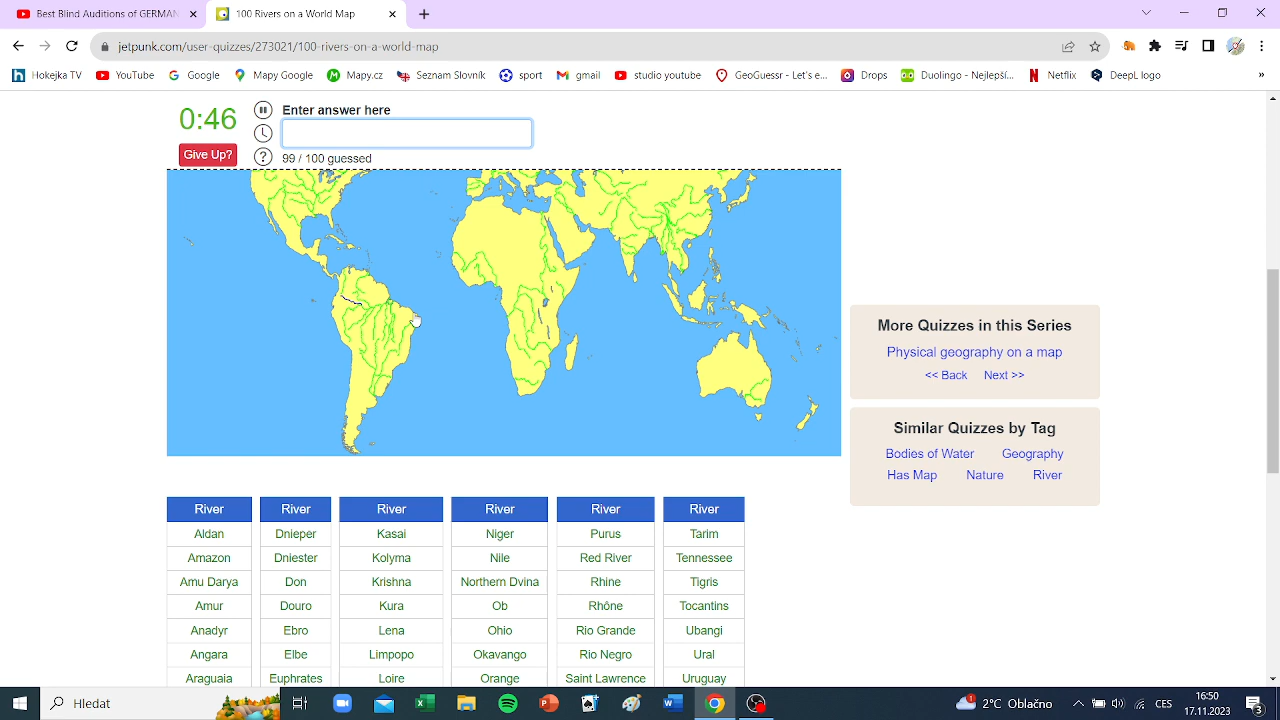 Best Blind Auditions of GERMAN
100 Rivers on a World Map
jetpunk.com/user-quizzes/273021/100-rivers-on-a-world-map
Hokejka TV YouTube Google Mapy Google Mapy.cz Seznam Slovník sport gmail studio youtube GeoGuessr - Let's e... Drops Duolingo - Nejlepší... Netflix DeepL logo »
0:46
Enter answer here
Give Up?
99 / 100 guessed
More Quizzes in this Series
Physical geography on a map
<< Back Next >>
Similar Quizzes by Tag
Bodies of Water Geography
Has Map Nature River
River River River River River River
Aldan Dnieper Kasai Niger Purus Tarim
Amazon Dniester Kolyma Nile Red River Tennessee
Amu Darya Don Krishna Northern Dvina Rhine Tigris
Amur Douro Kura Ob Rhône Tocantins
Anadyr Ebro Lena Ohio Rio Grande Ubangi
Angara Elbe Limpopo Okavango Rio Negro Ural
Araguaia Euphrates Loire Orange Saint Lawrence Uruguay
Hledat
2°C Oblačno
CES
16:50
17.11.2023